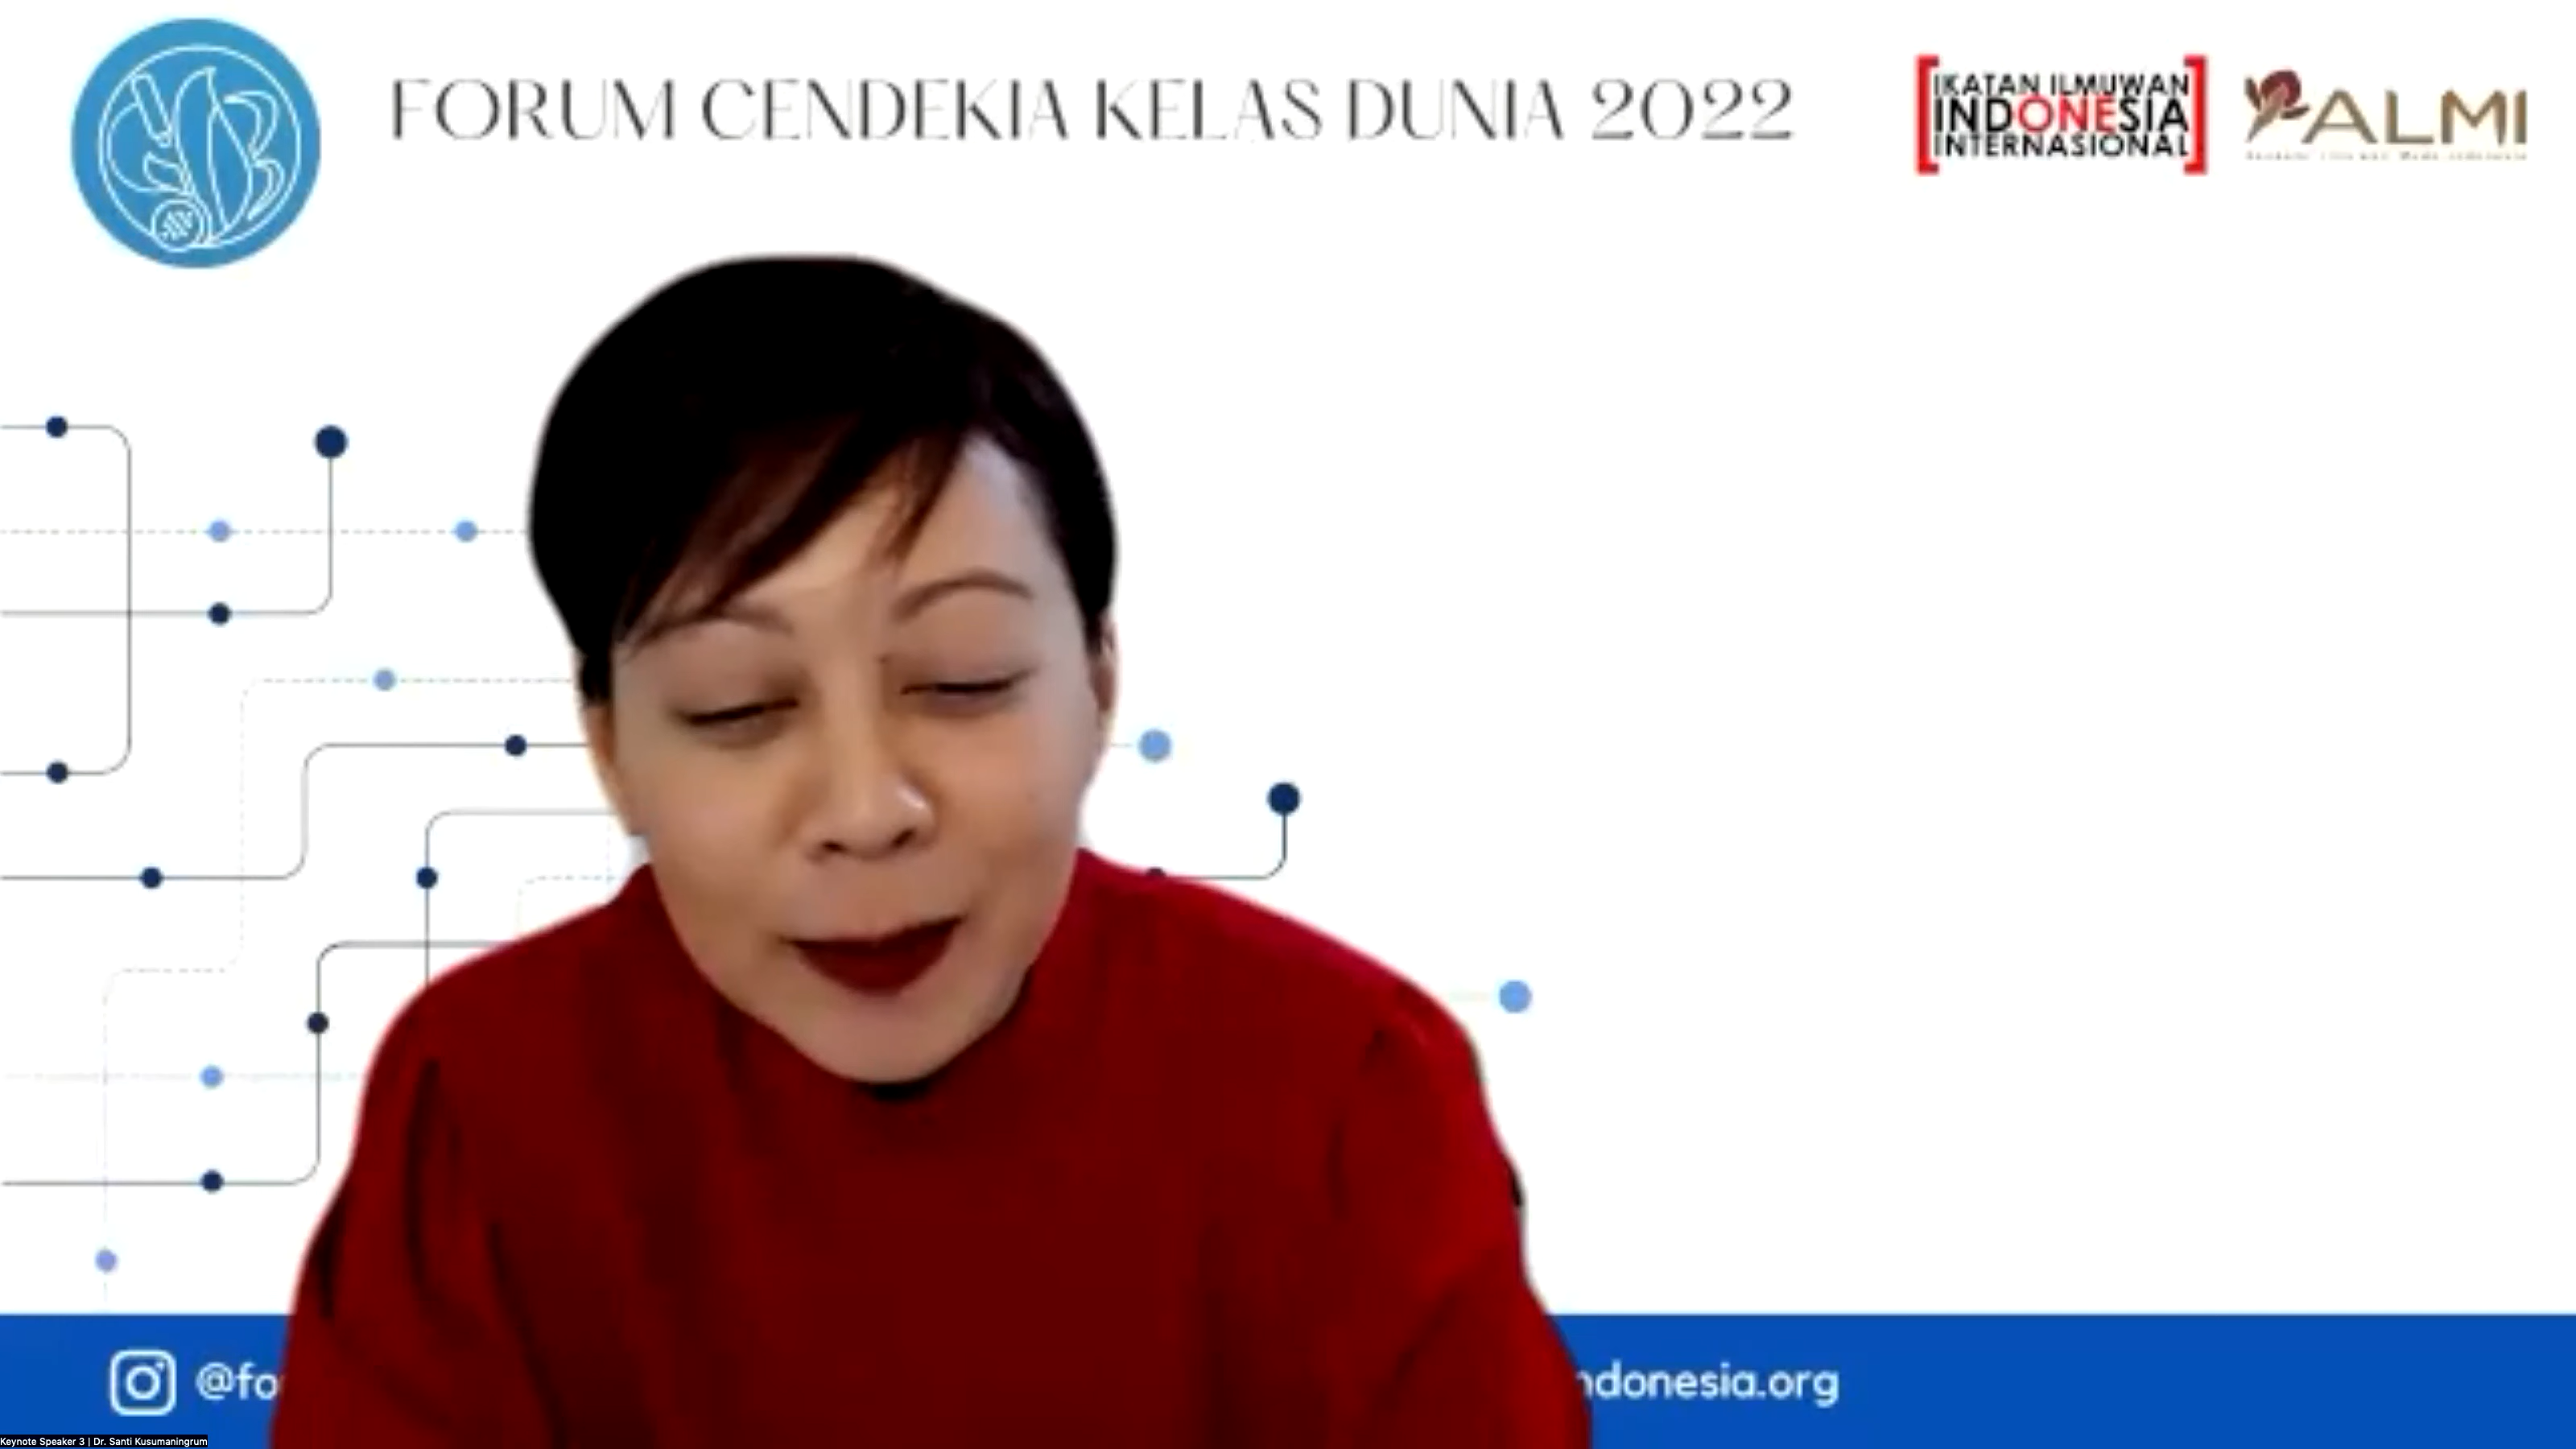 FORUM CENDEKIA KELAS DUNIA 2022
IKATAN ILMUWAN
INDONESIA
INTERNASIONAL
ALMI
@fo
ndonesia.org
Keynote Speaker 3 | Dr. Santi Kusumaningrum